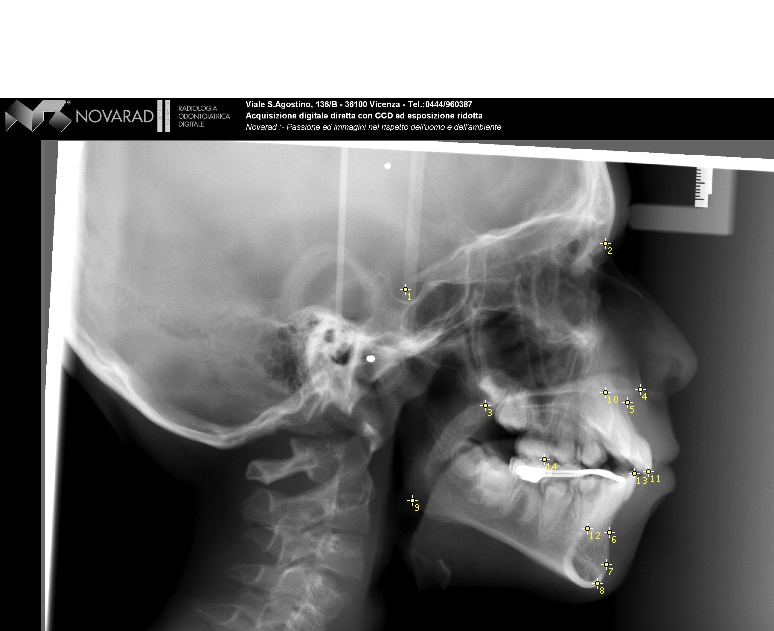 NOVARAD
RADIOLOGIA
ODONTOIATRICA
DIGITALE
Viale S.Agostino, 136/B - 36100 Vicenza - Tel.:0444/960387
Acquisizione digitale diretta con CCD ed esposizione ridotta
Novarad :- Passione ed immagini nel rispetto dell'uomo e dell'ambiente
2
1
10
4
5
3
14
13
11
9
12
6
7
8